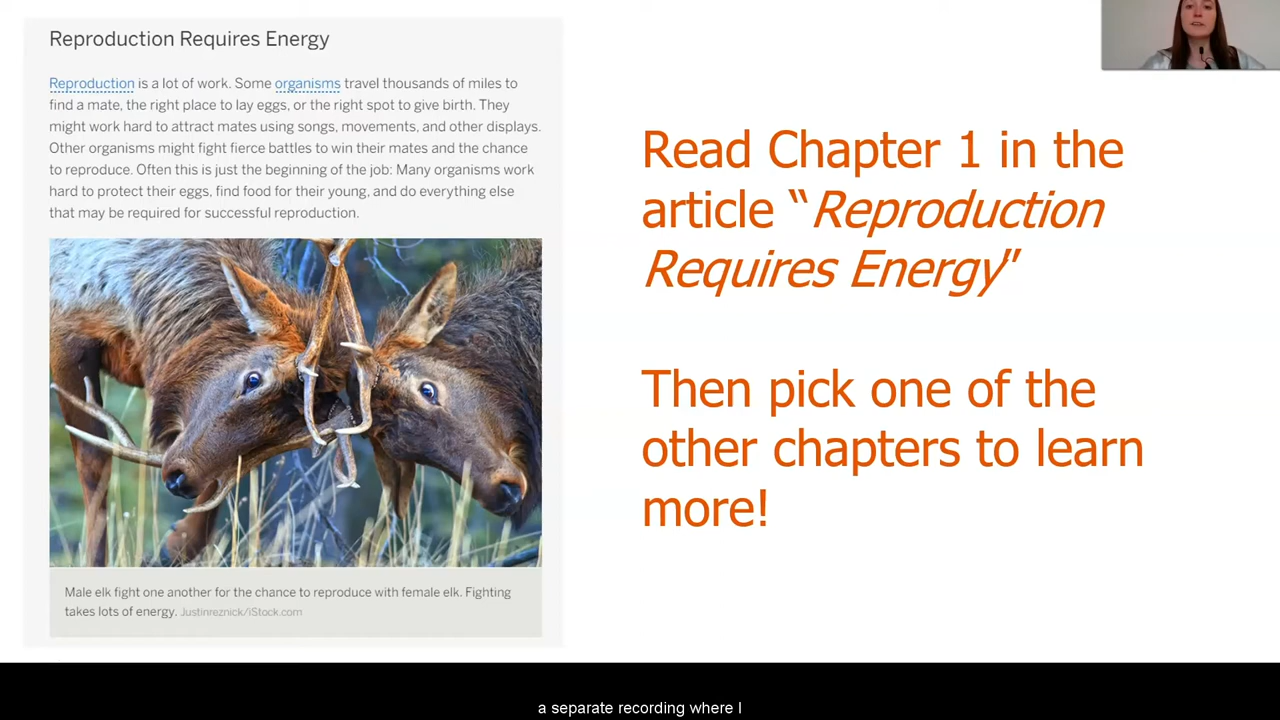 Reproduction Requires Energy
Reproduction is a lot of work. Some organisms travel thousands of miles to
find a mate, the right place to lay eggs, or the right spot to give birth. They
might work hard to attract mates using songs, movements, and other displays.
Other organisms might fight fierce battles to win their mates and the chance
to reproduce. Often this is just the beginning of the job: Many organisms work
hard to protect their eggs, find food for their young, and do everything else
that may be required for successful reproduction.
Male elk fight one another for the chance to reproduce with female elk. Fighting
takes lots of energy. Justinreznick/iStock.com
Read Chapter 1 in the
article “Reproduction
Requires Energy”
Then pick one of the
other chapters to learn
more!
a separate recording where I